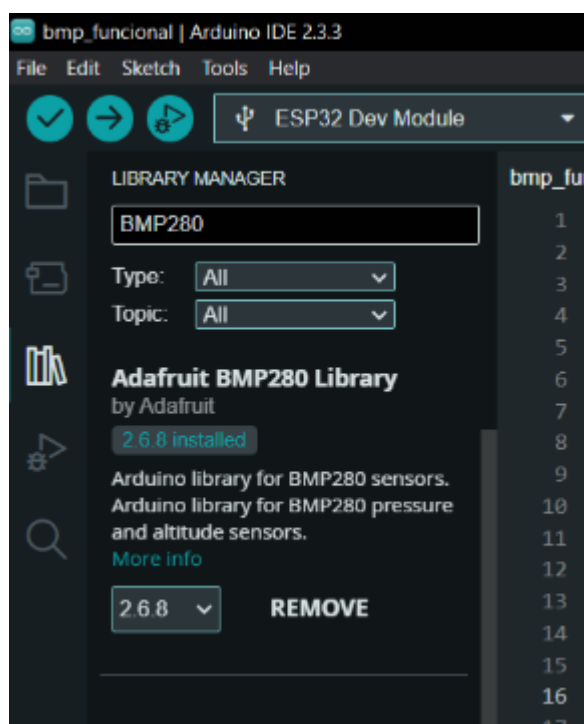 bmp_funcional | Arduino IDE 2.3.3
File Edit Sketch Tools Help
ESP32 Dev Module
LIBRARY MANAGER
BMP280
Type: All
Topic: All
Adafruit BMP280 Library
by Adafruit
2.6.8 installed
Arduino library for BMP280 sensors.
Arduino library for BMP280 pressure
and altitude sensors.
More info
2.6.8 REMOVE
bmp_fu
1
2
3
4
5
6
7
8
9
10
11
12
13
14
15
16